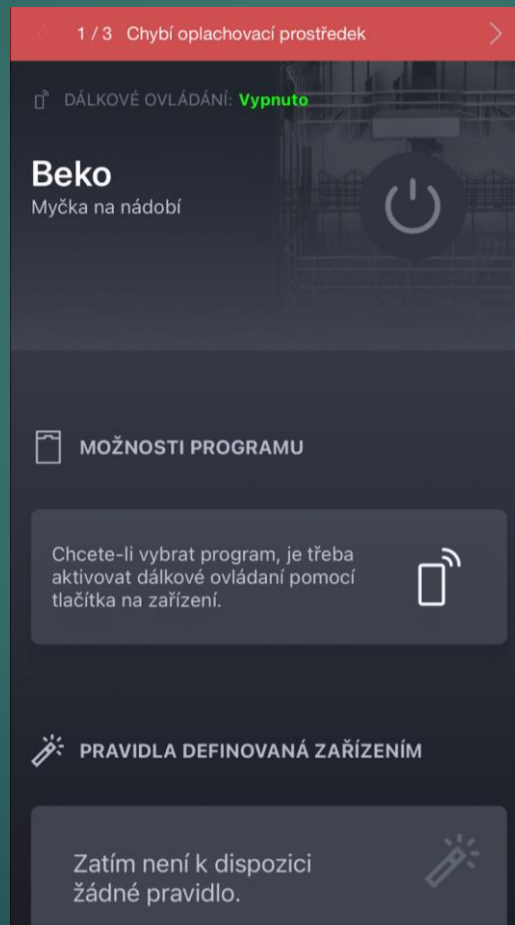 1 / 3 Chybí oplachovací prostředek
DÁLKOVÉ OVLÁDÁNÍ: Vypnuto
Beko
Myčka na nádobí
MOŽNOSTI PROGRAMU
Chcete-li vybrat program, je třeba
aktivovat dálkové ovládaní pomocí
tlačítka na zařízení.
PRAVIDLA DEFINOVANÁ ZAŘÍZENÍM
Zatím není k dispozici
žádné pravidlo.